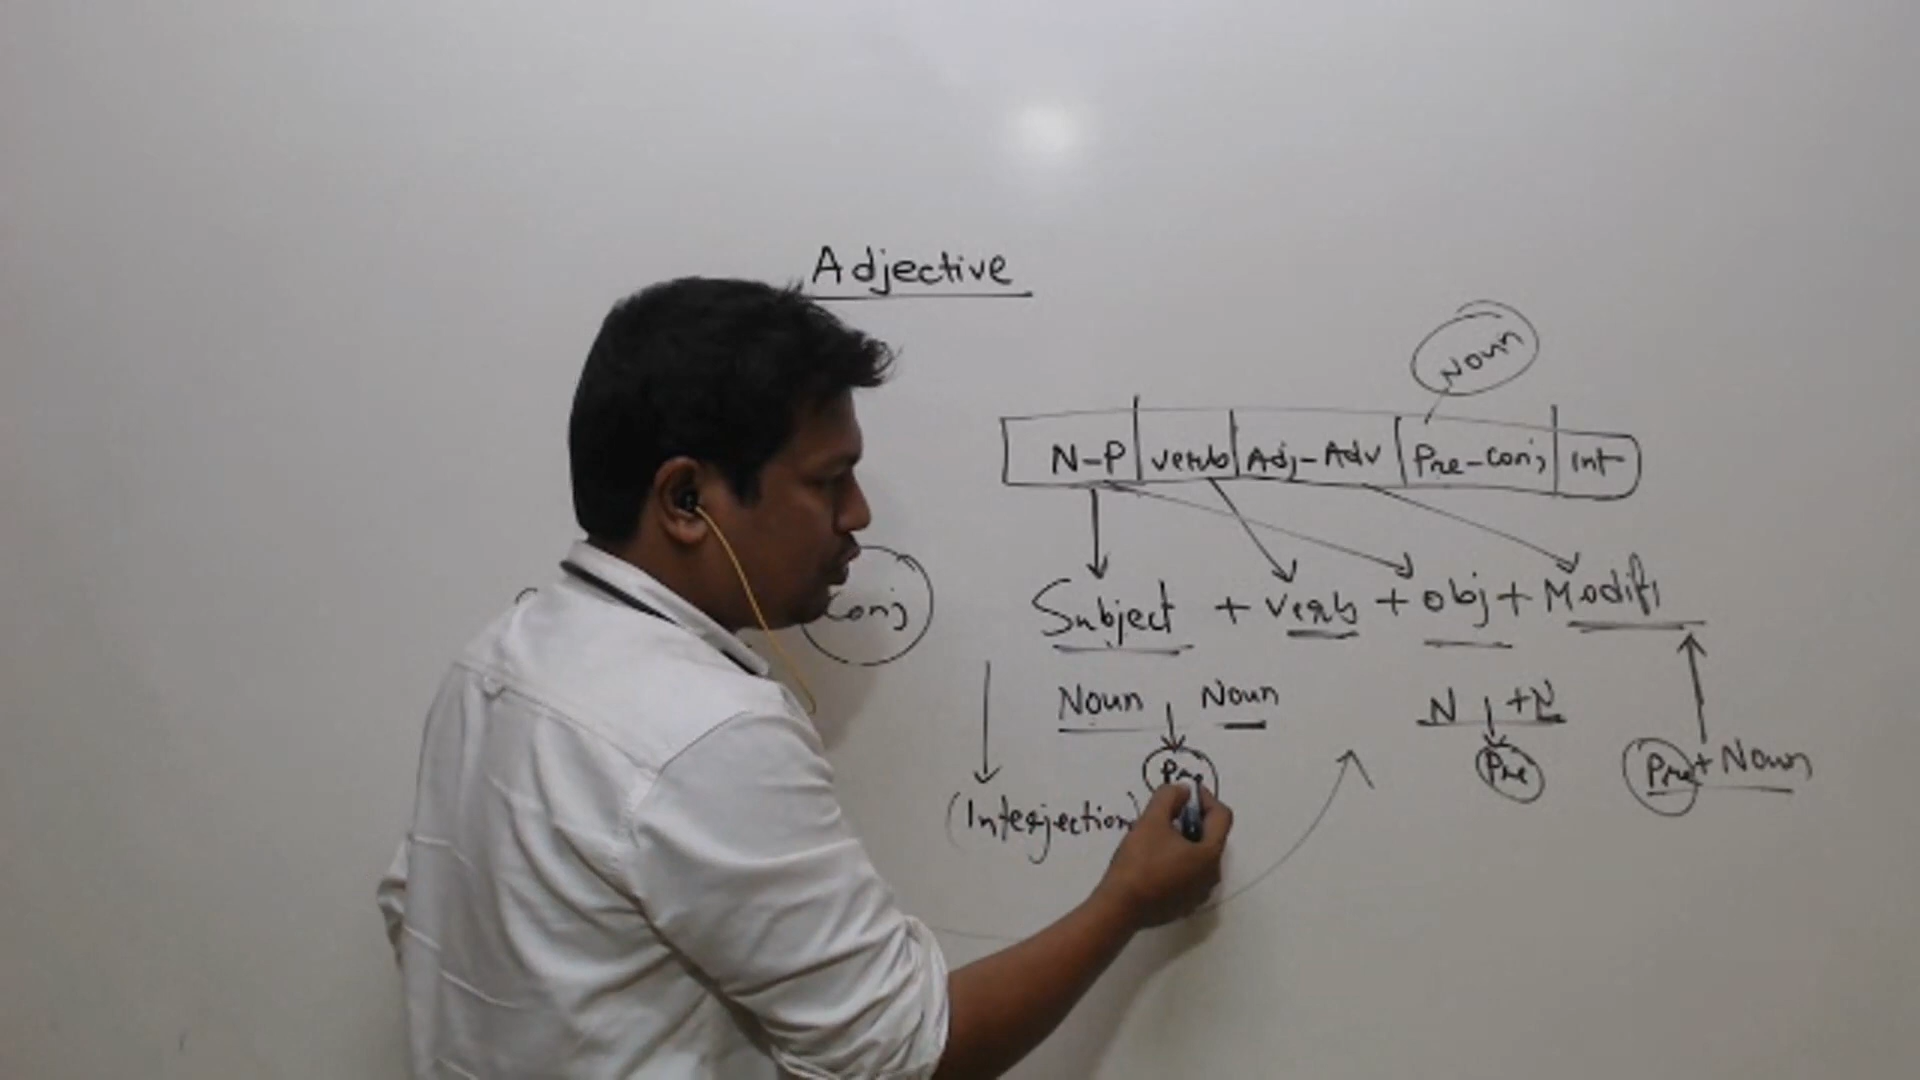 Adjective
Noun
N-P verb Adj-Adv Pre-conj Int
Conj
Subject + Verb + Obj + Modifi
Noun Noun N + N
Pre Pre Pre + Noun
(Interjection)